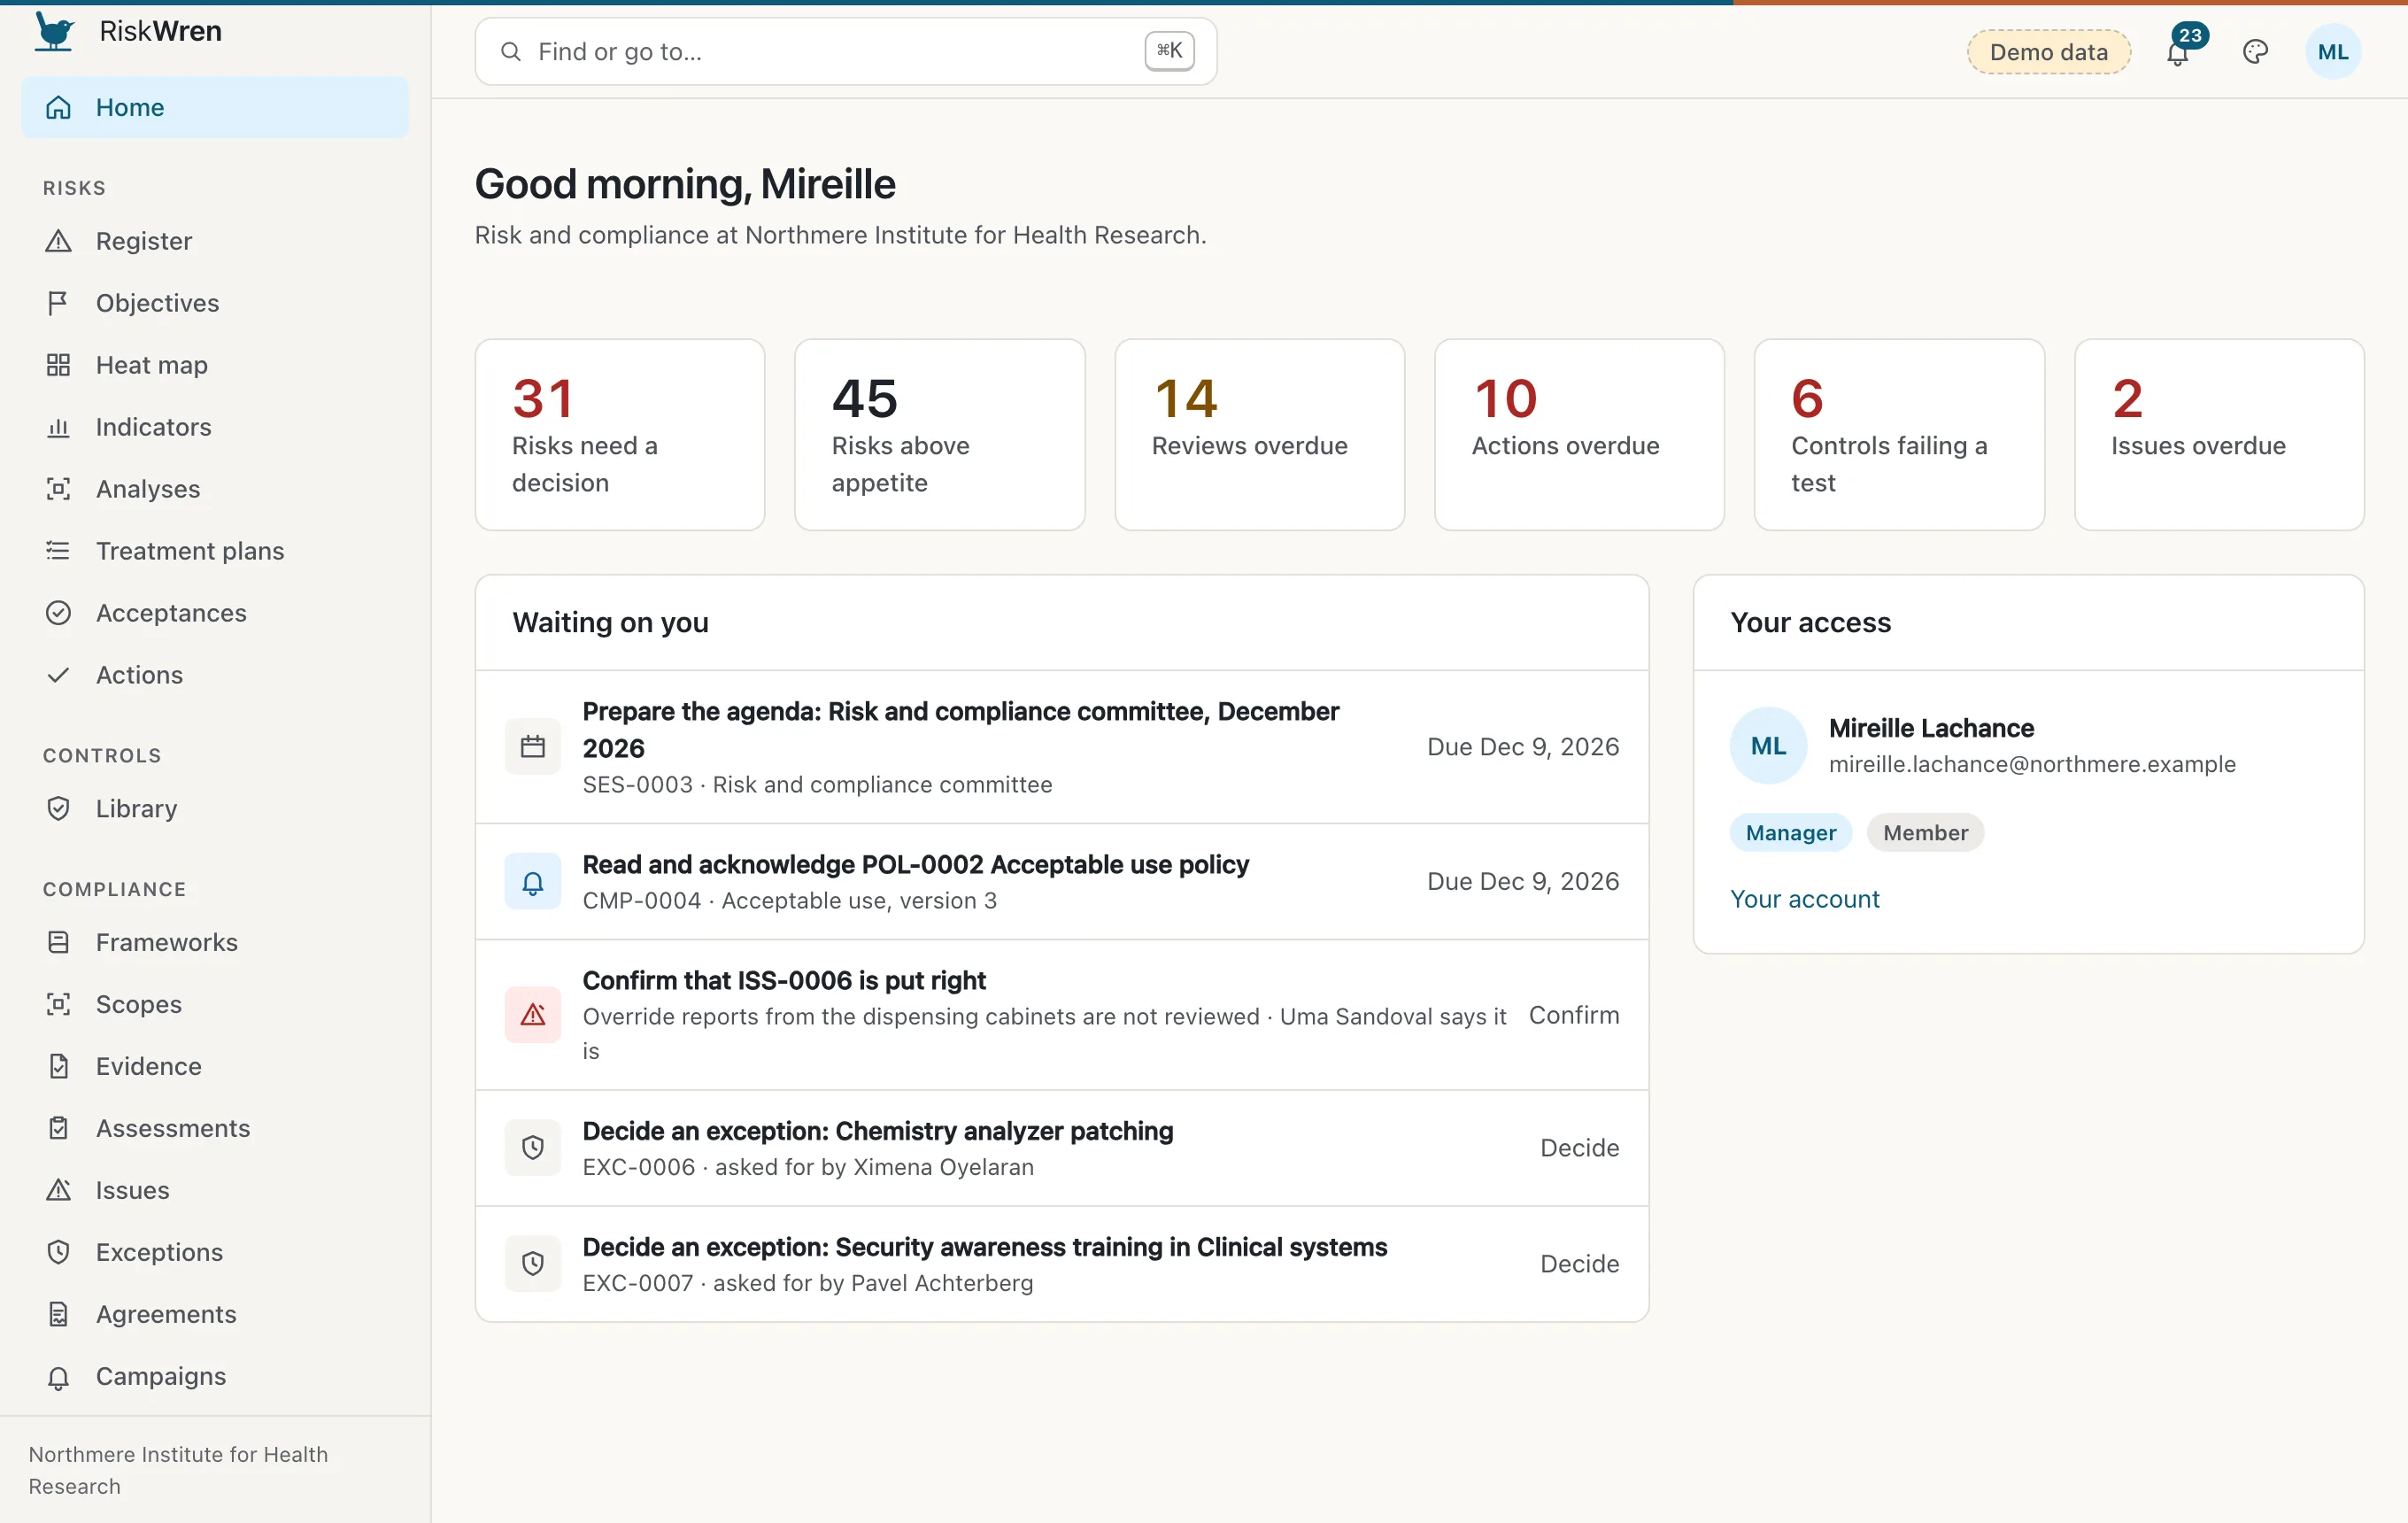 RiskWren
Find or go to...
⌘K
Demo data
23
ML
Home
RISKS
Register
Objectives
Heat map
Indicators
Analyses
Treatment plans
Acceptances
Actions
CONTROLS
Library
COMPLIANCE
Frameworks
Scopes
Evidence
Assessments
Issues
Exceptions
Agreements
Campaigns
Northmere Institute for Health
Research
Good morning, Mireille
Risk and compliance at Northmere Institute for Health Research.
31
Risks need a
decision
45
Risks above
appetite
14
Reviews overdue
10
Actions overdue
6
Controls failing a
test
2
Issues overdue
Waiting on you
Prepare the agenda: Risk and compliance committee, December
2026
SES-0003 · Risk and compliance committee
Due Dec 9, 2026
Read and acknowledge POL-0002 Acceptable use policy
CMP-0004 · Acceptable use, version 3
Due Dec 9, 2026
Confirm that ISS-0006 is put right
Override reports from the dispensing cabinets are not reviewed · Uma Sandoval says it
is
Confirm
Decide an exception: Chemistry analyzer patching
EXC-0006 · asked for by Ximena Oyelaran
Decide
Decide an exception: Security awareness training in Clinical systems
EXC-0007 · asked for by Pavel Achterberg
Decide
Your access
ML
Mireille Lachance
mireille.lachance@northmere.example
Manager
Member
Your account